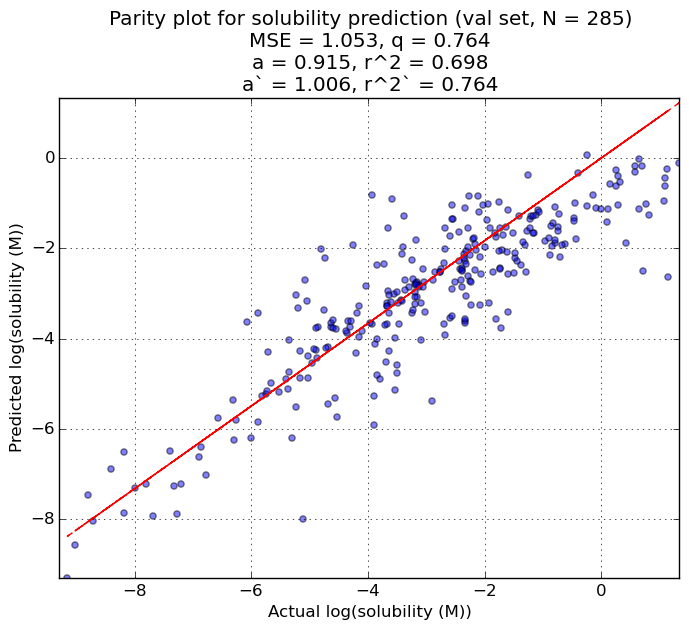 Parity plot for solubility prediction (val set, N = 285)
MSE = 1.053, q = 0.764
a = 0.915, r^2 = 0.698
a` = 1.006, r^2` = 0.764
Predicted log(solubility (M))
0
−2
−4
−6
−8
−8 −6 −4 −2 0
Actual log(solubility (M))